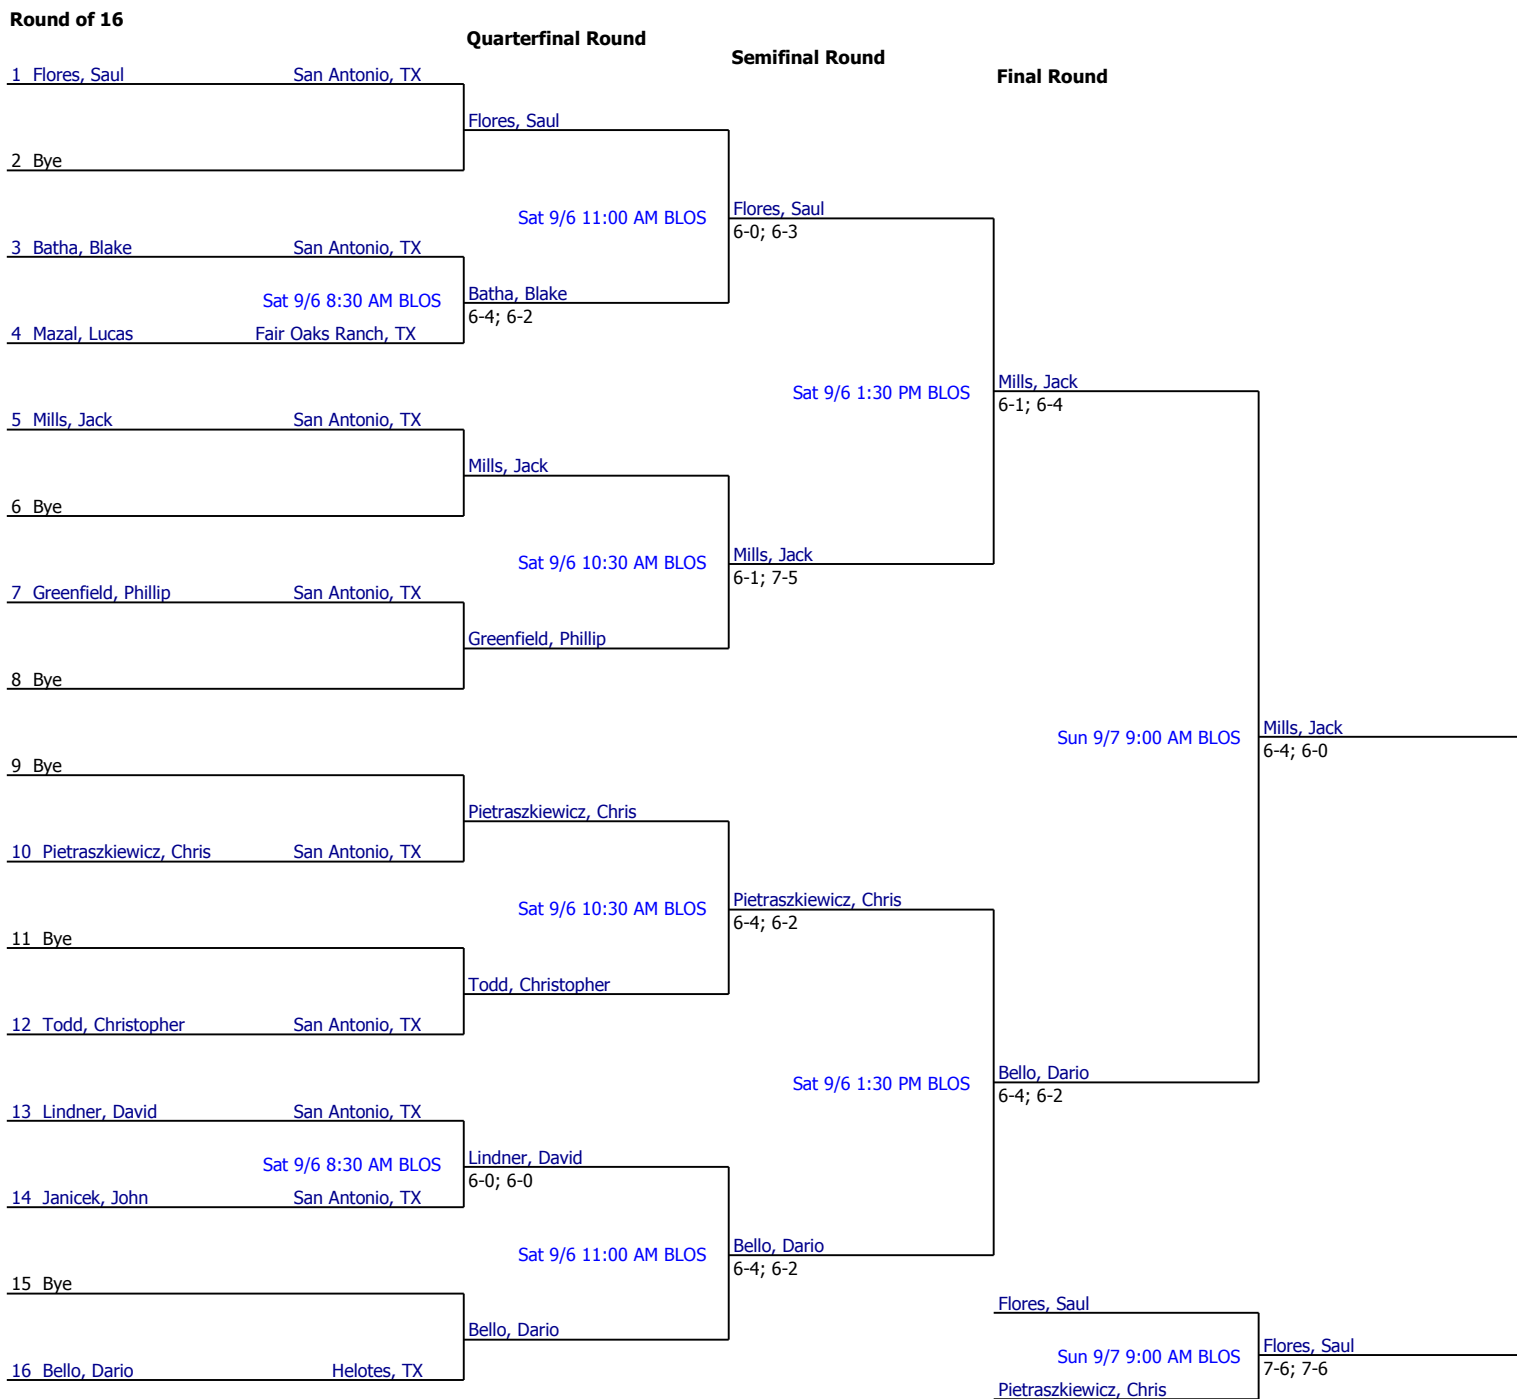 Round of 16
Quarterfinal Round
Semifinal Round
Final Round
1 Flores, Saul San Antonio, TX
Flores, Saul
2 Bye
Sat 9/6 11:00 AM BLOS
Flores, Saul
6-0; 6-3
3 Batha, Blake San Antonio, TX
Sat 9/6 8:30 AM BLOS
Batha, Blake
6-4; 6-2
4 Mazal, Lucas Fair Oaks Ranch, TX
Sat 9/6 1:30 PM BLOS
Mills, Jack
6-1; 6-4
5 Mills, Jack San Antonio, TX
Mills, Jack
6 Bye
Sat 9/6 10:30 AM BLOS
Mills, Jack
6-1; 7-5
7 Greenfield, Phillip San Antonio, TX
Greenfield, Phillip
8 Bye
Sun 9/7 9:00 AM BLOS
Mills, Jack
6-4; 6-0
9 Bye
Pietraszkiewicz, Chris
10 Pietraszkiewicz, Chris San Antonio, TX
Sat 9/6 10:30 AM BLOS
Pietraszkiewicz, Chris
6-4; 6-2
11 Bye
Todd, Christopher
12 Todd, Christopher San Antonio, TX
Sat 9/6 1:30 PM BLOS
Bello, Dario
6-4; 6-2
13 Lindner, David San Antonio, TX
Sat 9/6 8:30 AM BLOS
Lindner, David
6-0; 6-0
14 Janicek, John San Antonio, TX
Sat 9/6 11:00 AM BLOS
Bello, Dario
6-4; 6-2
15 Bye
Bello, Dario
16 Bello, Dario Helotes, TX
Flores, Saul
Sun 9/7 9:00 AM BLOS
Flores, Saul
7-6; 7-6
Pietraszkiewicz, Chris